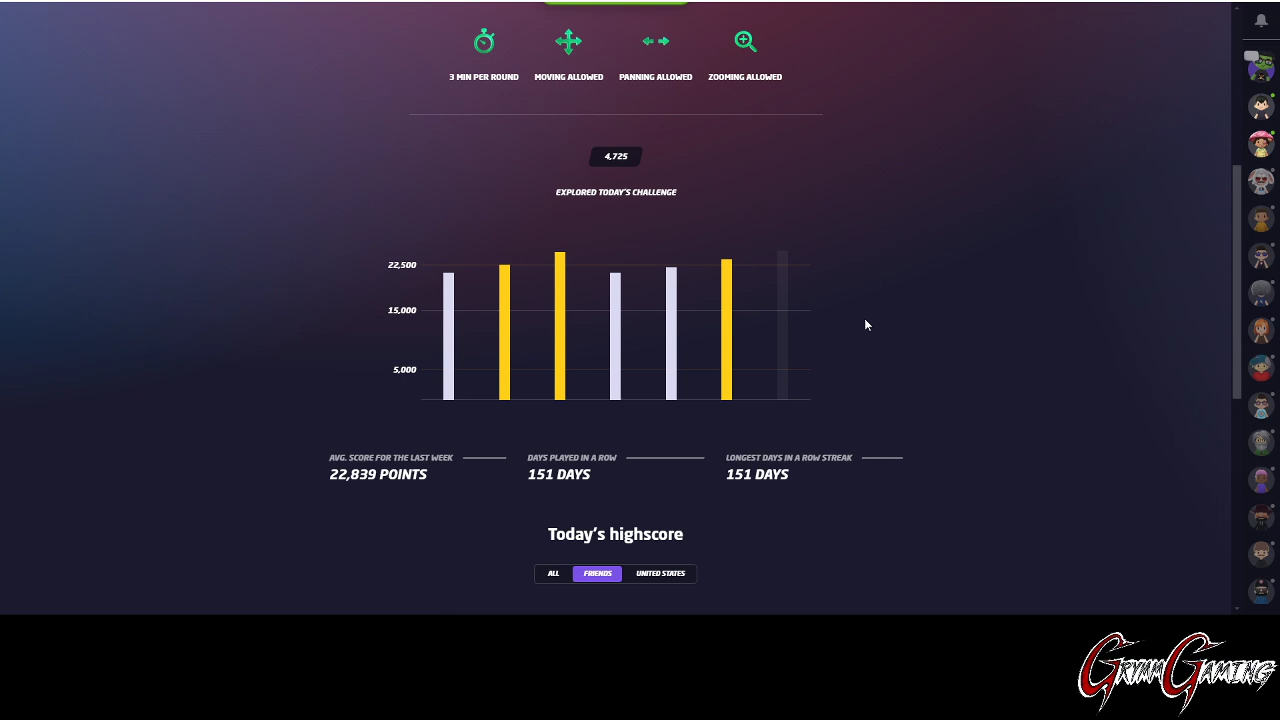 3 MIN PER ROUND
MOVING ALLOWED
PANNING ALLOWED
ZOOMING ALLOWED
4,725
EXPLORED TODAY'S CHALLENGE
22,500
15,000
5,000
AVG. SCORE FOR THE LAST WEEK
22,839 POINTS
DAYS PLAYED IN A ROW
151 DAYS
LONGEST DAYS IN A ROW STREAK
151 DAYS
Today's highscore
ALL
FRIENDS
UNITED STATES
GRIMMGAMING